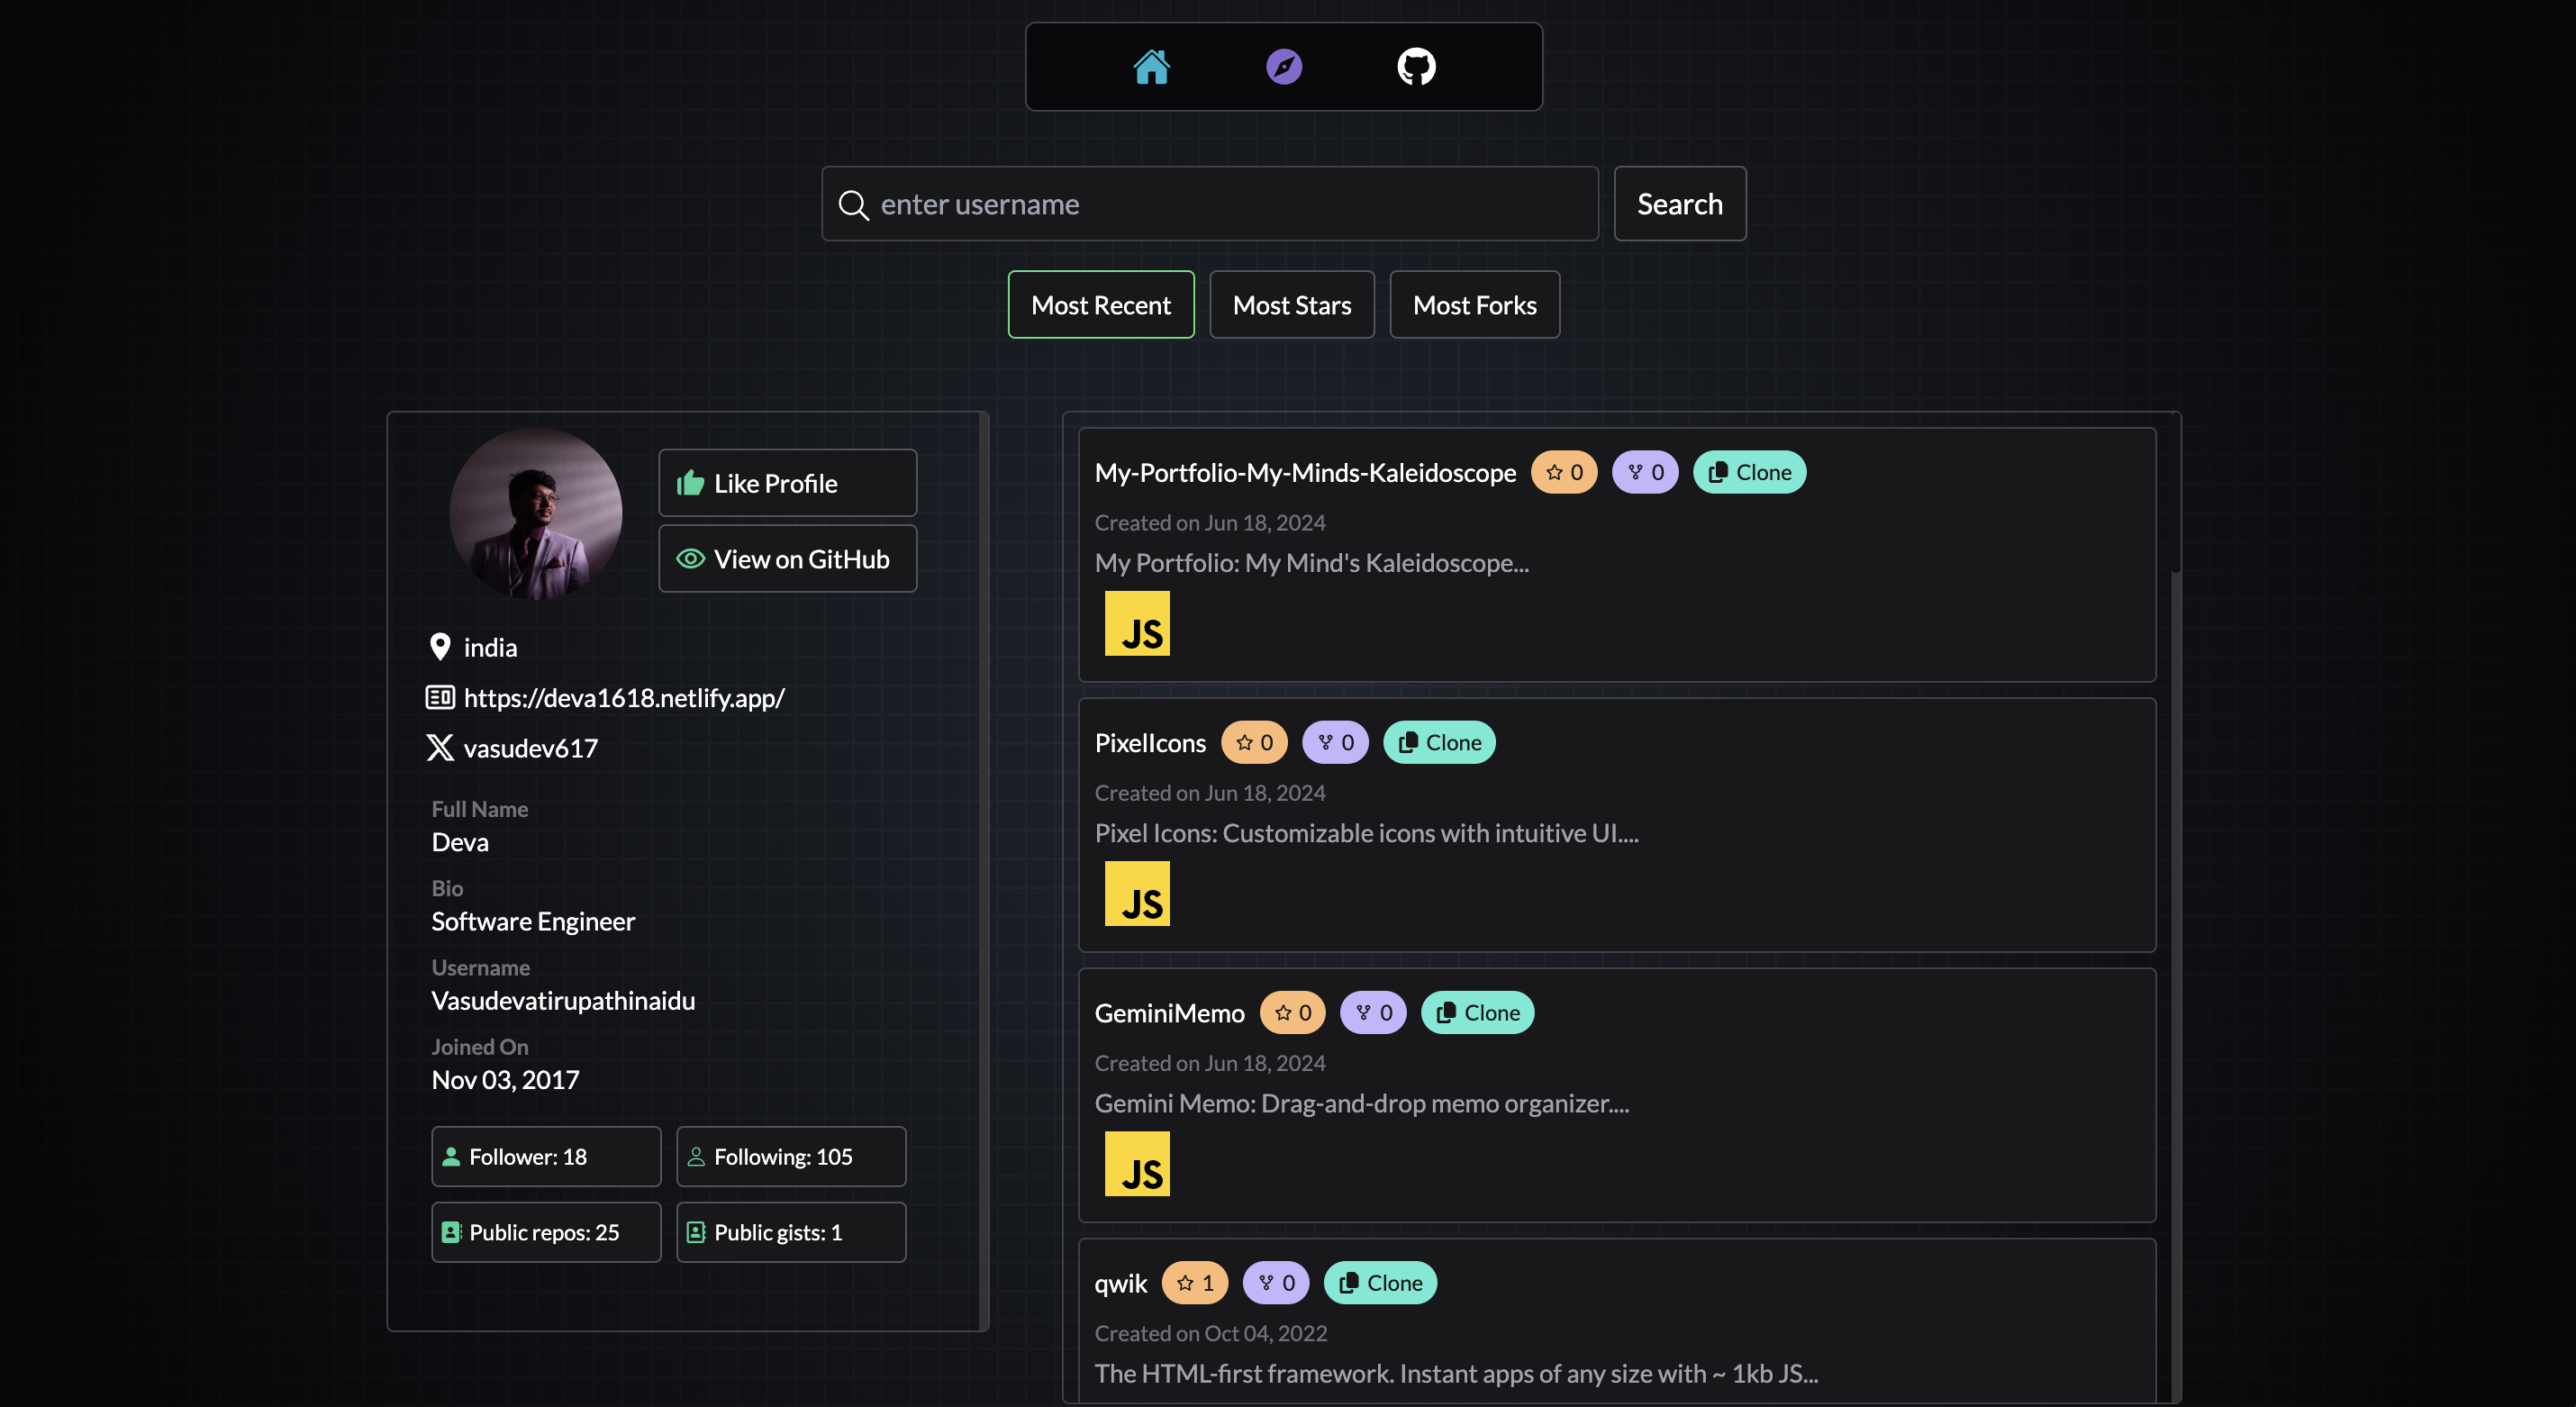 enter username
Search
Most Recent
Most Stars
Most Forks
Like Profile
View on GitHub
india
https://deva1618.netlify.app/
vasudev617
Full Name
Deva
Bio
Software Engineer
Username
Vasudevatirupathinaidu
Joined On
Nov 03, 2017
Follower: 18
Following: 105
Public repos: 25
Public gists: 1
My-Portfolio-My-Minds-Kaleidoscope 0 0 Clone
Created on Jun 18, 2024
My Portfolio: My Mind's Kaleidoscope...
JS
PixelIcons 0 0 Clone
Created on Jun 18, 2024
Pixel Icons: Customizable icons with intuitive UI....
JS
GeminiMemo 0 0 Clone
Created on Jun 18, 2024
Gemini Memo: Drag-and-drop memo organizer....
JS
qwik 1 0 Clone
Created on Oct 04, 2022
The HTML-first framework. Instant apps of any size with ~ 1kb JS...